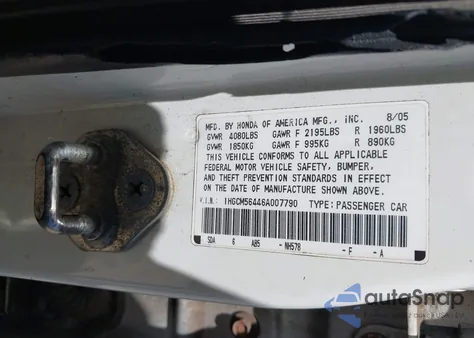 MFD. BY HONDA OF AMERICA MFG., INC. 8/05
GVWR 4080LBS GAWR F 2195LBS R 1960LBS
GVWR 1850KG GAWR F 995KG R 890KG
THIS VEHICLE CONFORMS TO ALL APPLICABLE
FEDERAL MOTOR VEHICLE SAFETY, BUMPER,
AND THEFT PREVENTION STANDARDS IN EFFECT
ON THE DATE OF MANUFACTURE SHOWN ABOVE.
V.I.N.: 1HGCM56446A007790 TYPE: PASSENGER CAR
SDA 6 AB5 - NH578 - F - A
autoSnap